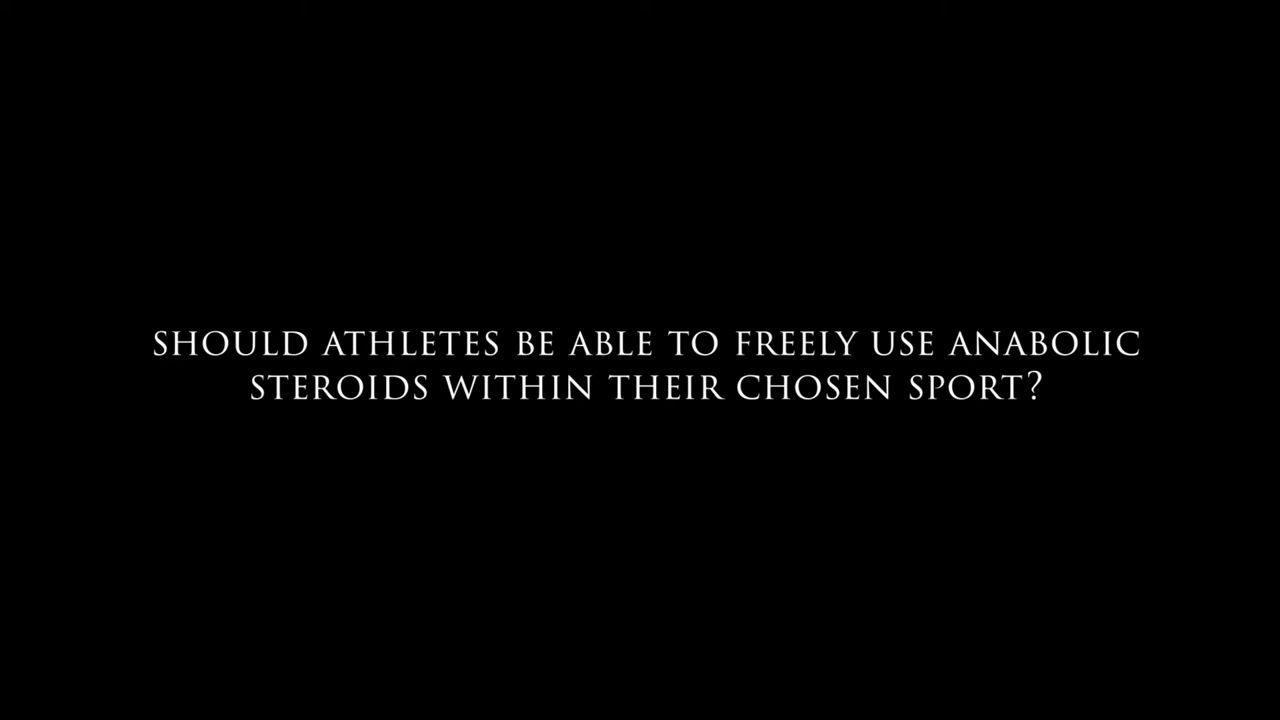 SHOULD ATHLETES BE ABLE TO FREELY USE ANABOLIC
STEROIDS WITHIN THEIR CHOSEN SPORT?